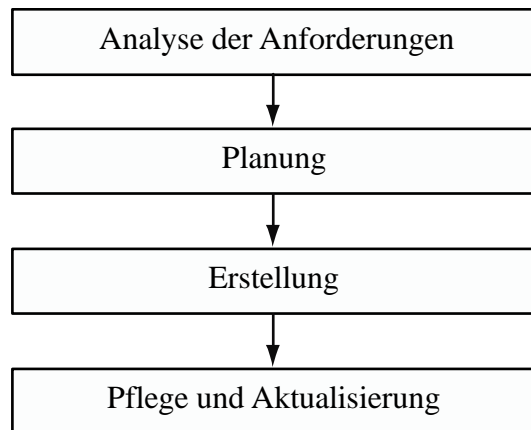 Analyse der Anforderungen
Planung
Erstellung
Pflege und Aktualisierung